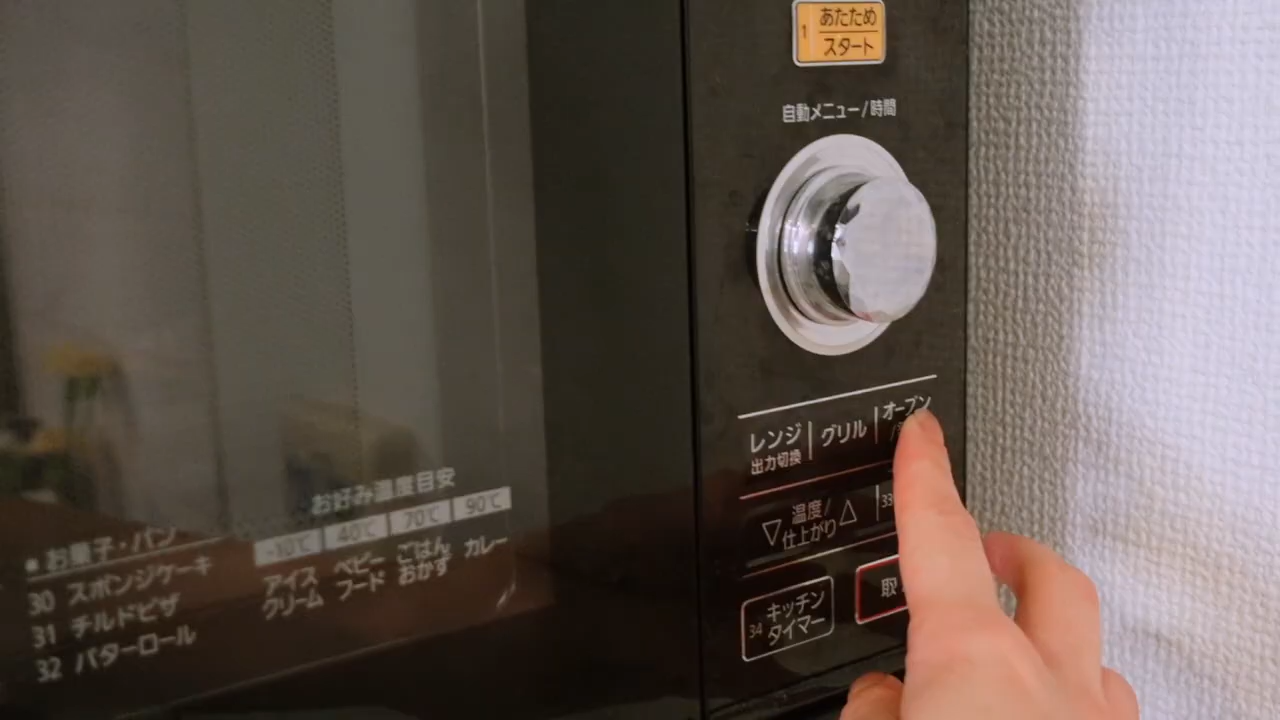 1 あたため
スタート
自動メニュー/時間
レンジ
出力切換
グリル
オーブン
▽ 温度/
仕上がり △
33
34 キッチン
タイマー
取
お好み温度目安
-10℃ 40℃ 70℃ 90℃
アイス
クリーム
ベビー
フード
ごはん
おかず
カレー
■お菓子・パン
30 スポンジケーキ
31 チルドピザ
32 バターロール